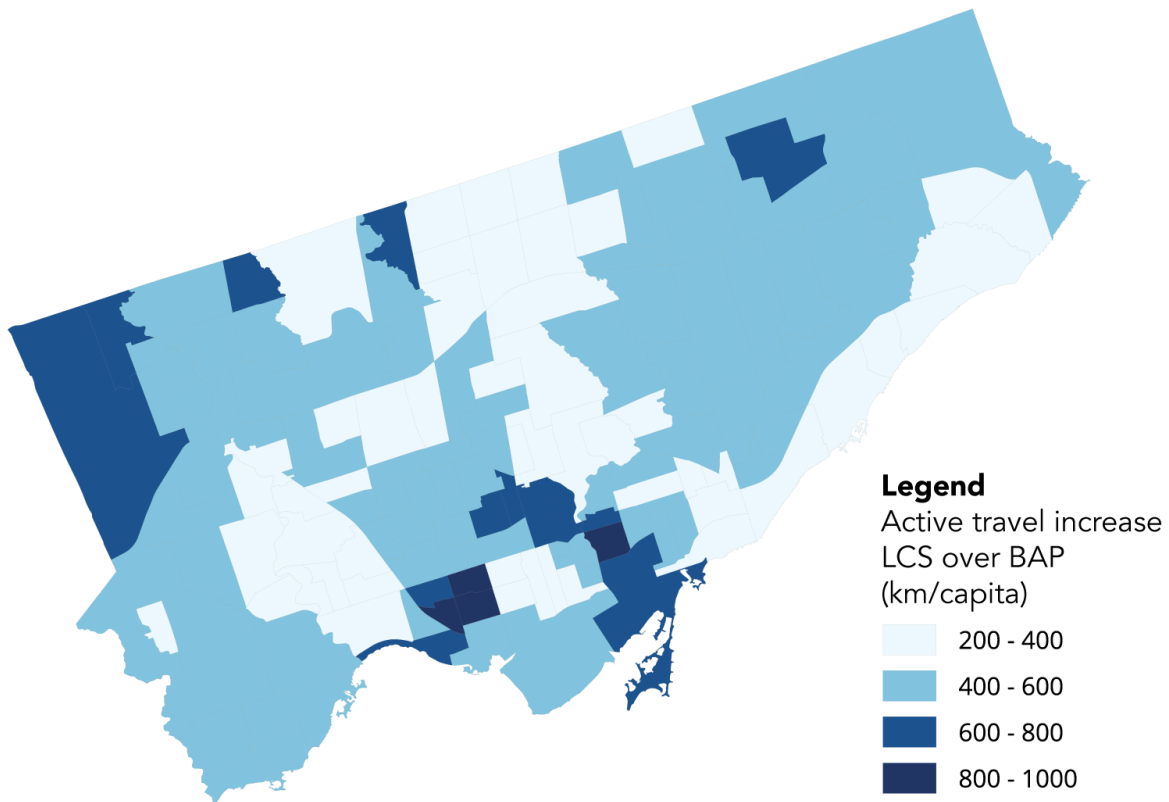 Legend
Active travel increase
LCS over BAP
(km/capita)
200 - 400
400 - 600
600 - 800
800 - 1000